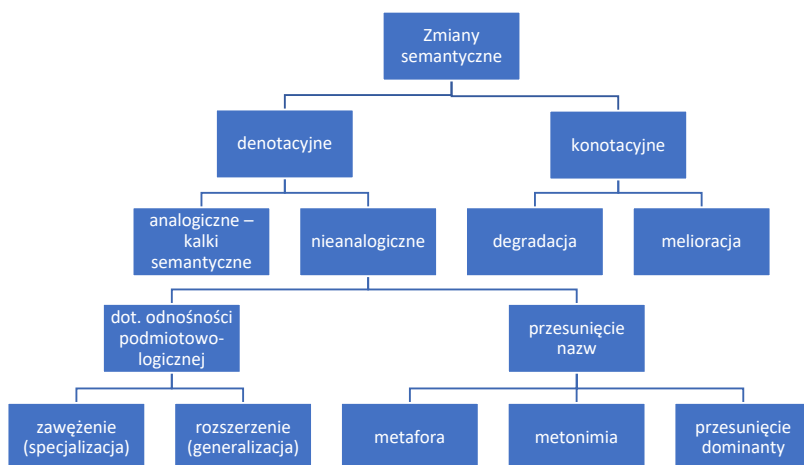 Zmiany
semantyczne
denotacyjne
konotacyjne
analogiczne –
kalki
semantyczne
nieanalogiczne
degradacja
melioracja
dot. odnośności
podmiotowo-
logicznej
przesunięcie
nazw
zawężenie
(specjalizacja)
rozszerzenie
(generalizacja)
metafora
metonimia
przesunięcie
dominanty